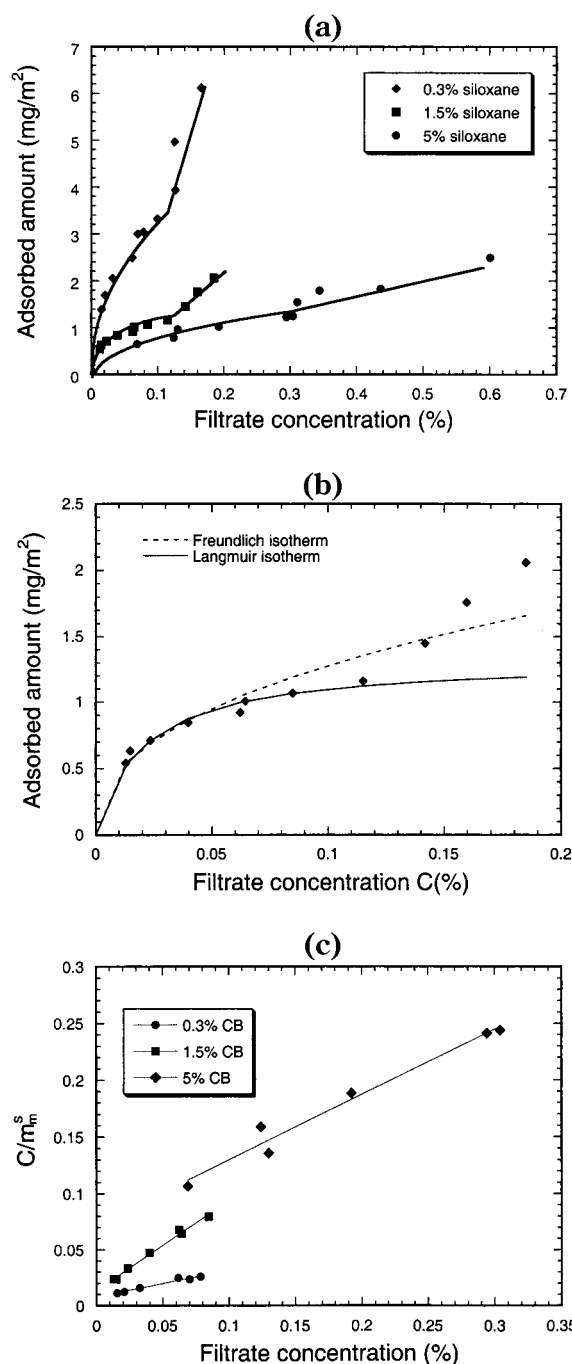 (a)
Adsorbed amount (mg/m²)
7
6
5
4
3
2
1
0
0.3% siloxane
1.5% siloxane
5% siloxane
0 0.1 0.2 0.3 0.4 0.5 0.6 0.7
Filtrate concentration (%)
(b)
Adsorbed amount (mg/m²)
2.5
2
1.5
1
0.5
0
Freundlich isotherm
Langmuir isotherm
0 0.05 0.1 0.15 0.2
Filtrate concentration C(%)
(c)
C/mˢₘ
0.3
0.25
0.2
0.15
0.1
0.05
0
0.3% CB
1.5% CB
5% CB
0 0.05 0.1 0.15 0.2 0.25 0.3 0.35
Filtrate concentration (%)